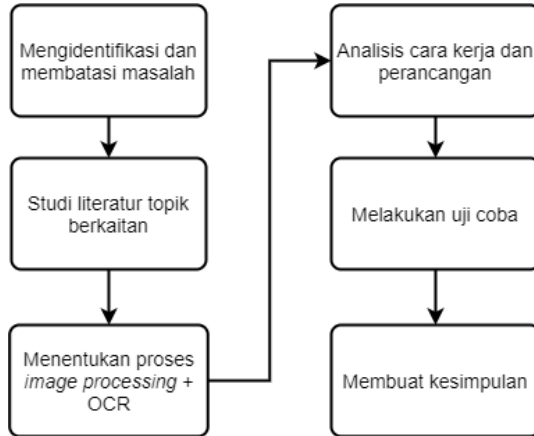 Mengidentifikasi dan
membatasi masalah
Studi literatur topik
berkaitan
Menentukan proses
image processing +
OCR
Analisis cara kerja dan
perancangan
Melakukan uji coba
Membuat kesimpulan